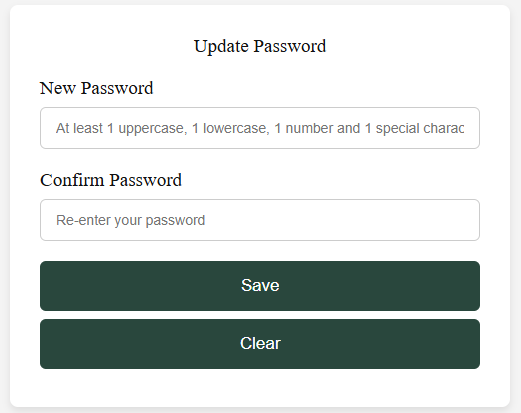 Update Password
New Password
At least 1 uppercase, 1 lowercase, 1 number and 1 special charac
Confirm Password
Re-enter your password
Save
Clear